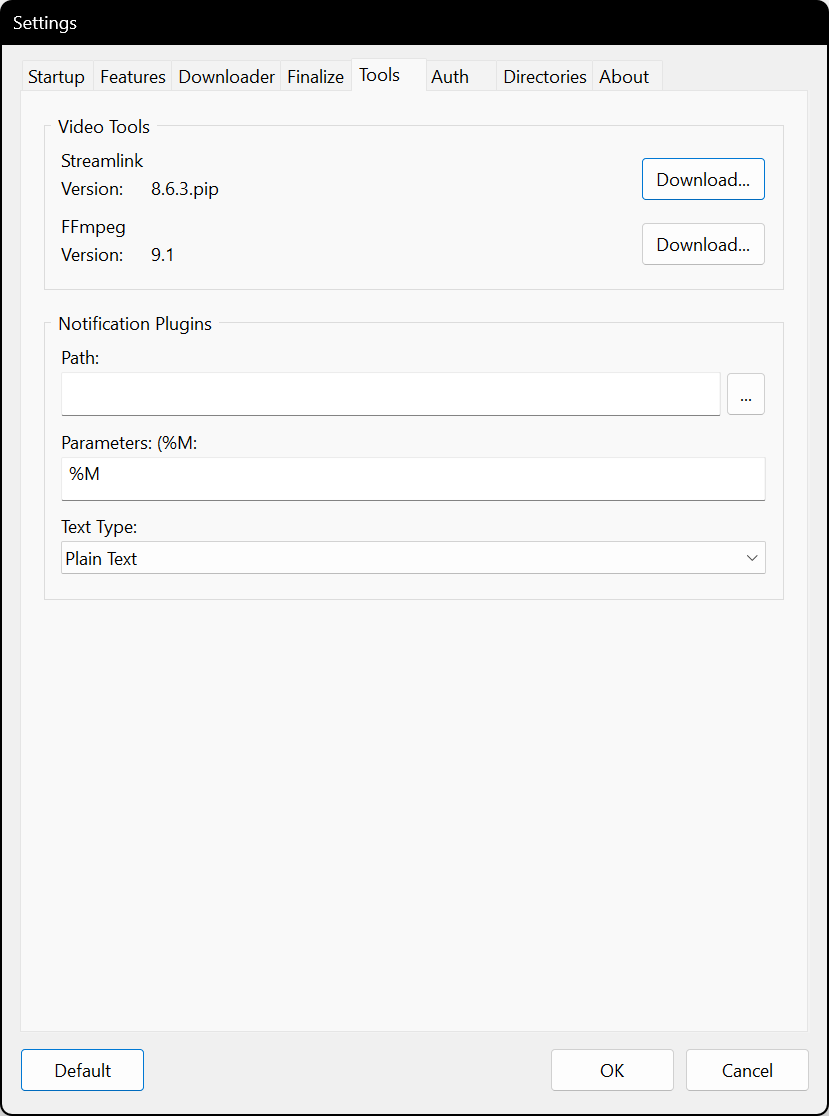 Settings
Startup Features Downloader Finalize Tools Auth Directories About
Video Tools
Streamlink
Version: 8.6.3.pip
Download...
FFmpeg
Version: 9.1
Download...
Notification Plugins
Path:
...
Parameters: (%M:
%M
Text Type:
Plain Text
Default OK Cancel